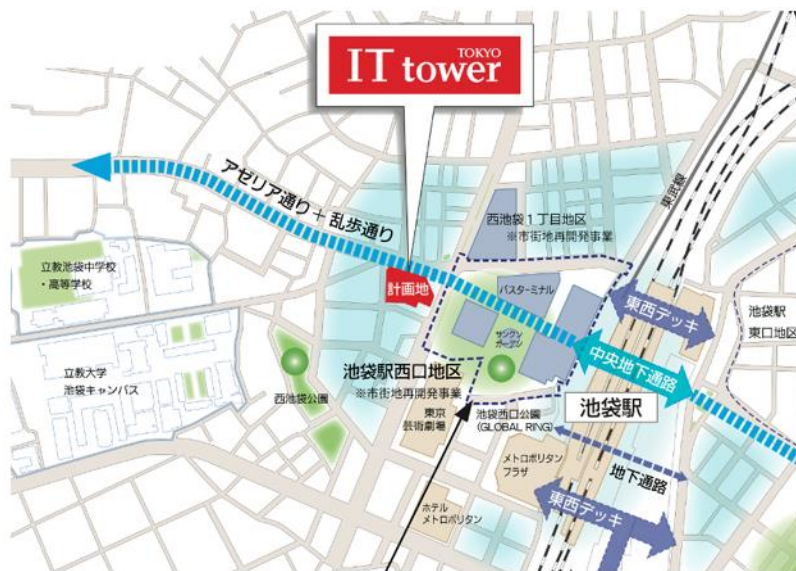 TOKYO
IT tower
アゼリア通り+乱歩通り
東武線
西池袋1丁目地区
※市街地再開発事業
立教池袋中学校
・高等学校
計画地
バスターミナル
東西デッキ
池袋駅
東口地区
サンクン
ガーデン
中央地下通路
立教大学
池袋キャンパス
池袋駅西口地区
※市街地再開発事業
西池袋公園
東京
芸術劇場
池袋西口公園
(GLOBAL RING)
池袋駅
メトロポリタン
プラザ
地下通路
東西デッキ
ホテル
メトロポリタン